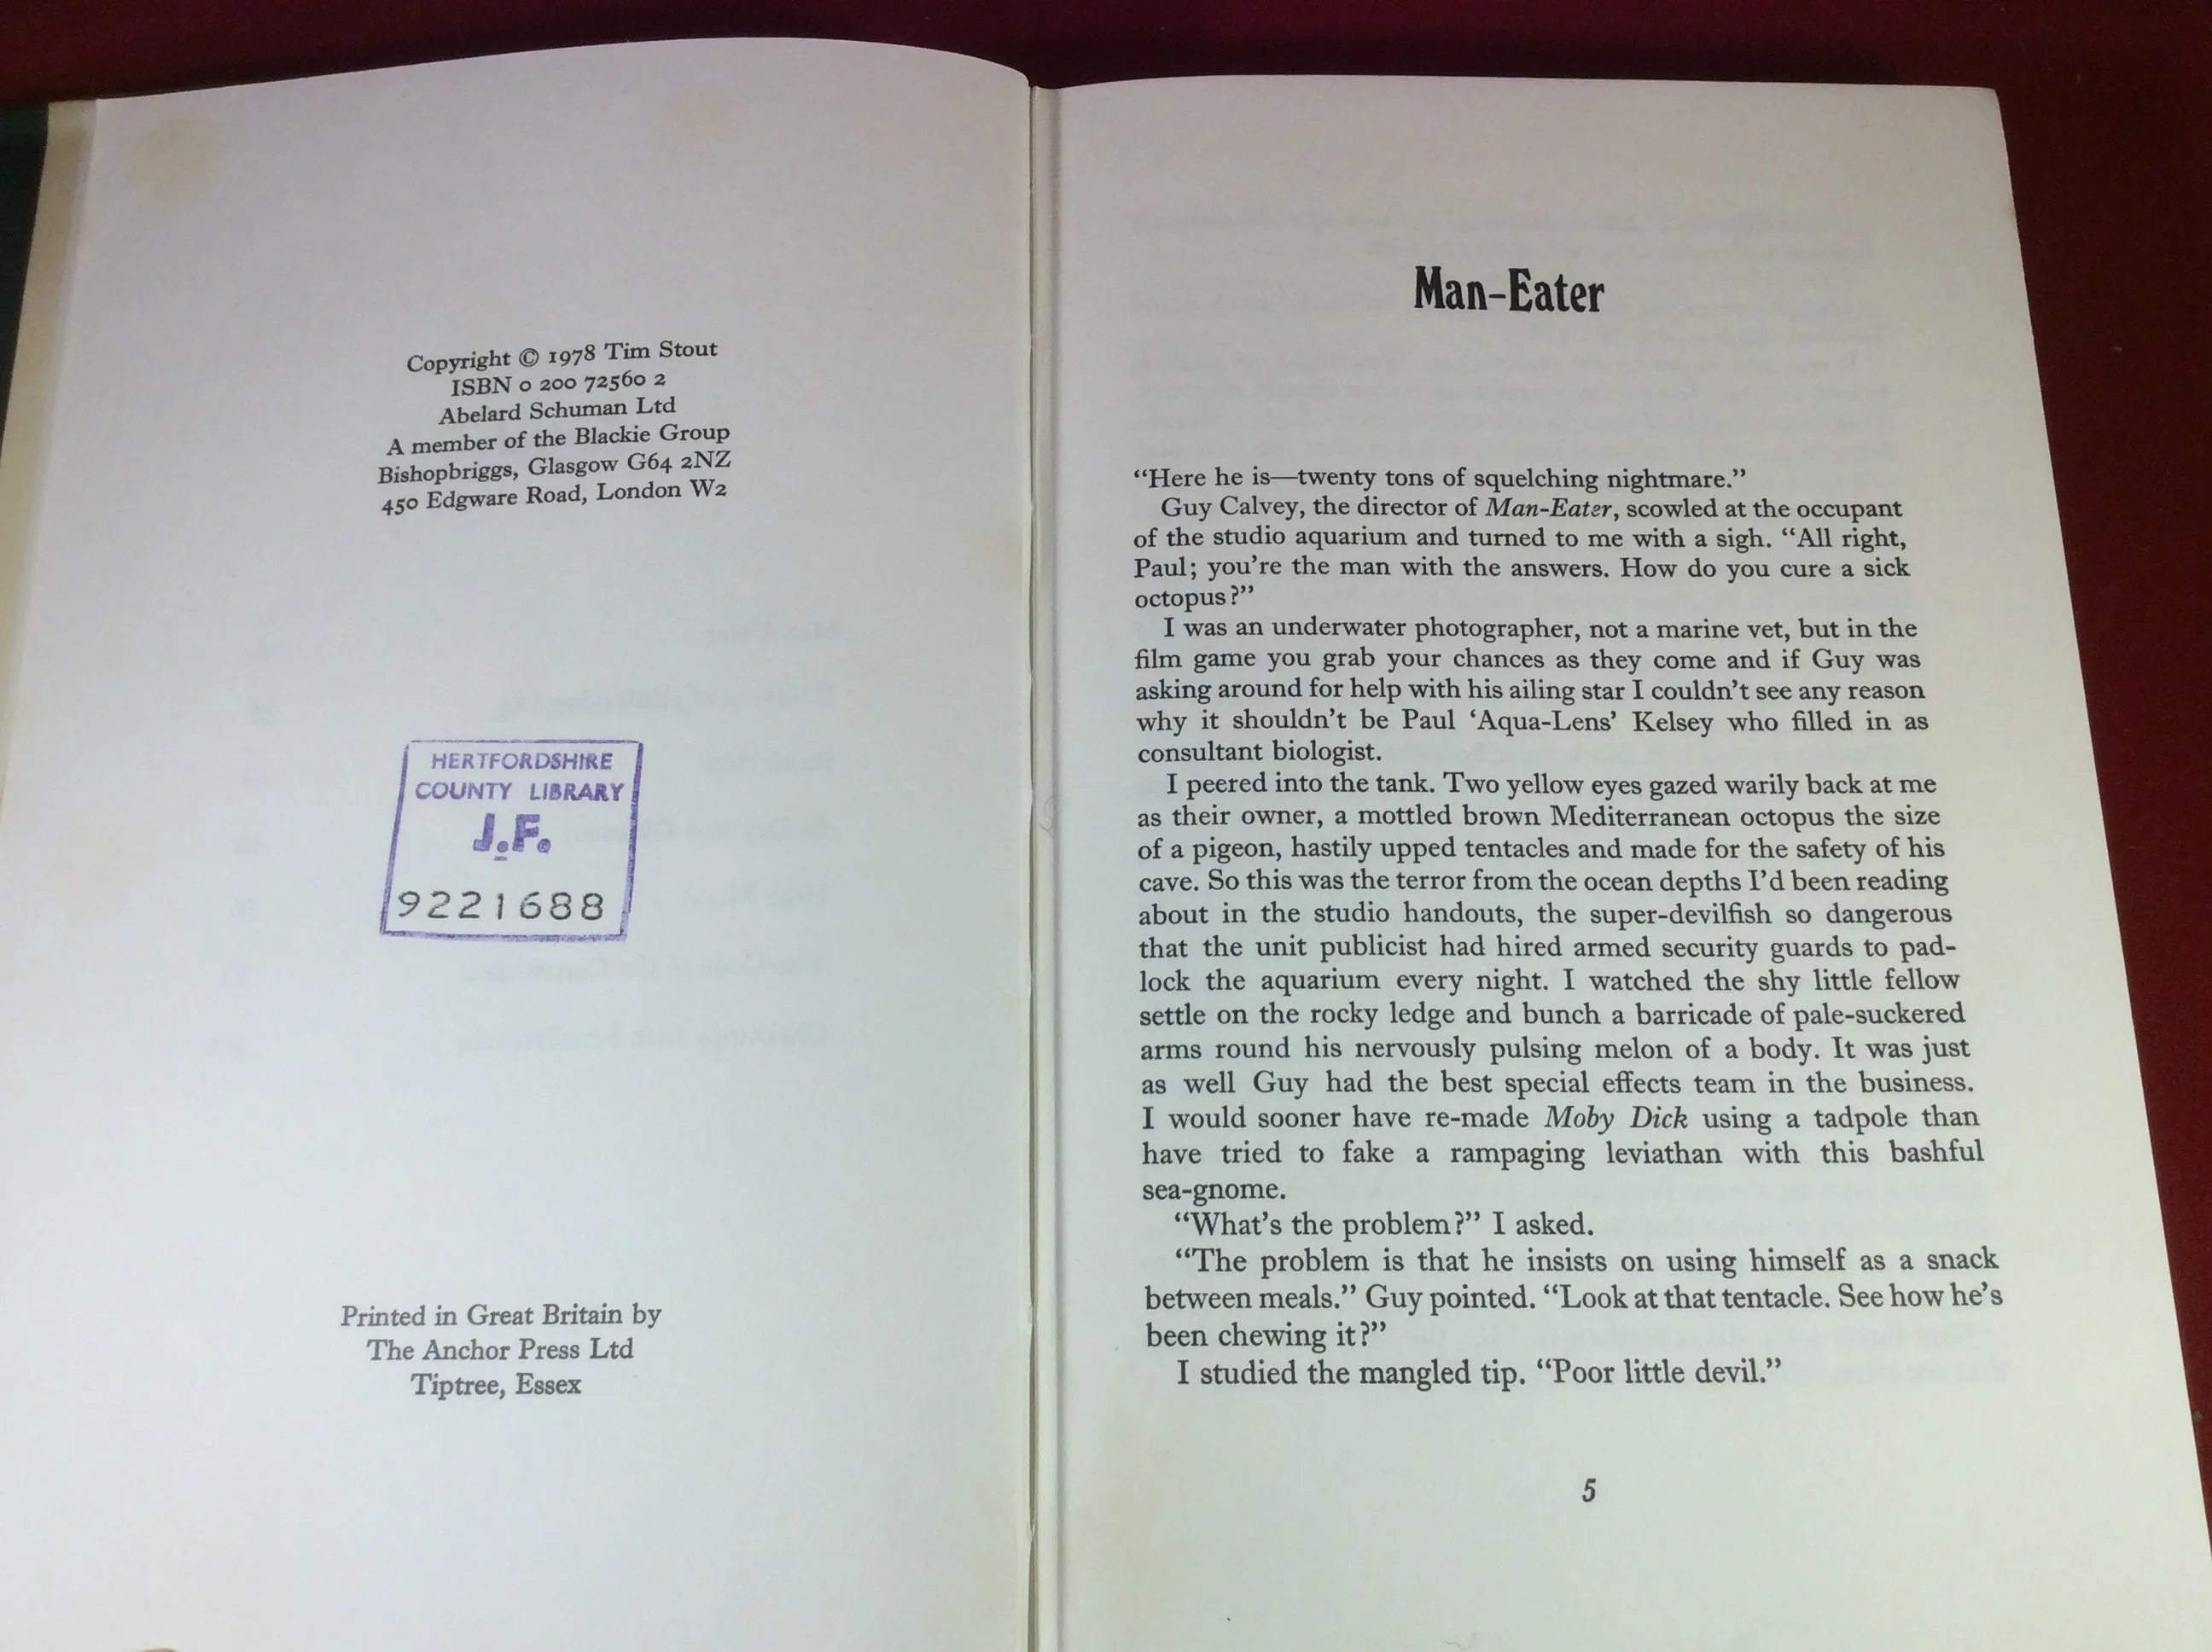 Copyright © 1978 Tim Stout
ISBN 0 200 72560 2
Abelard Schuman Ltd
A member of the Blackie Group
Bishopbriggs, Glasgow G64 2NZ
450 Edgware Road, London W2
HERTFORDSHIRE
COUNTY LIBRARY
J.F.
9221688
Printed in Great Britain by
The Anchor Press Ltd
Tiptree, Essex
Man-Eater
“Here he is—twenty tons of squelching nightmare.”
Guy Calvey, the director of Man-Eater, scowled at the occupant
of the studio aquarium and turned to me with a sigh. “All right,
Paul; you’re the man with the answers. How do you cure a sick
octopus?”
I was an underwater photographer, not a marine vet, but in the
film game you grab your chances as they come and if Guy was
asking around for help with his ailing star I couldn’t see any reason
why it shouldn’t be Paul ‘Aqua-Lens’ Kelsey who filled in as
consultant biologist.
I peered into the tank. Two yellow eyes gazed warily back at me
as their owner, a mottled brown Mediterranean octopus the size
of a pigeon, hastily upped tentacles and made for the safety of his
cave. So this was the terror from the ocean depths I’d been reading
about in the studio handouts, the super-devilfish so dangerous
that the unit publicist had hired armed security guards to pad-
lock the aquarium every night. I watched the shy little fellow
settle on the rocky ledge and bunch a barricade of pale-suckered
arms round his nervously pulsing melon of a body. It was just
as well Guy had the best special effects team in the business.
I would sooner have re-made Moby Dick using a tadpole than
have tried to fake a rampaging leviathan with this bashful
sea-gnome.
“What’s the problem?” I asked.
“The problem is that he insists on using himself as a snack
between meals.” Guy pointed. “Look at that tentacle. See how he’s
been chewing it?”
I studied the mangled tip. “Poor little devil.”
5